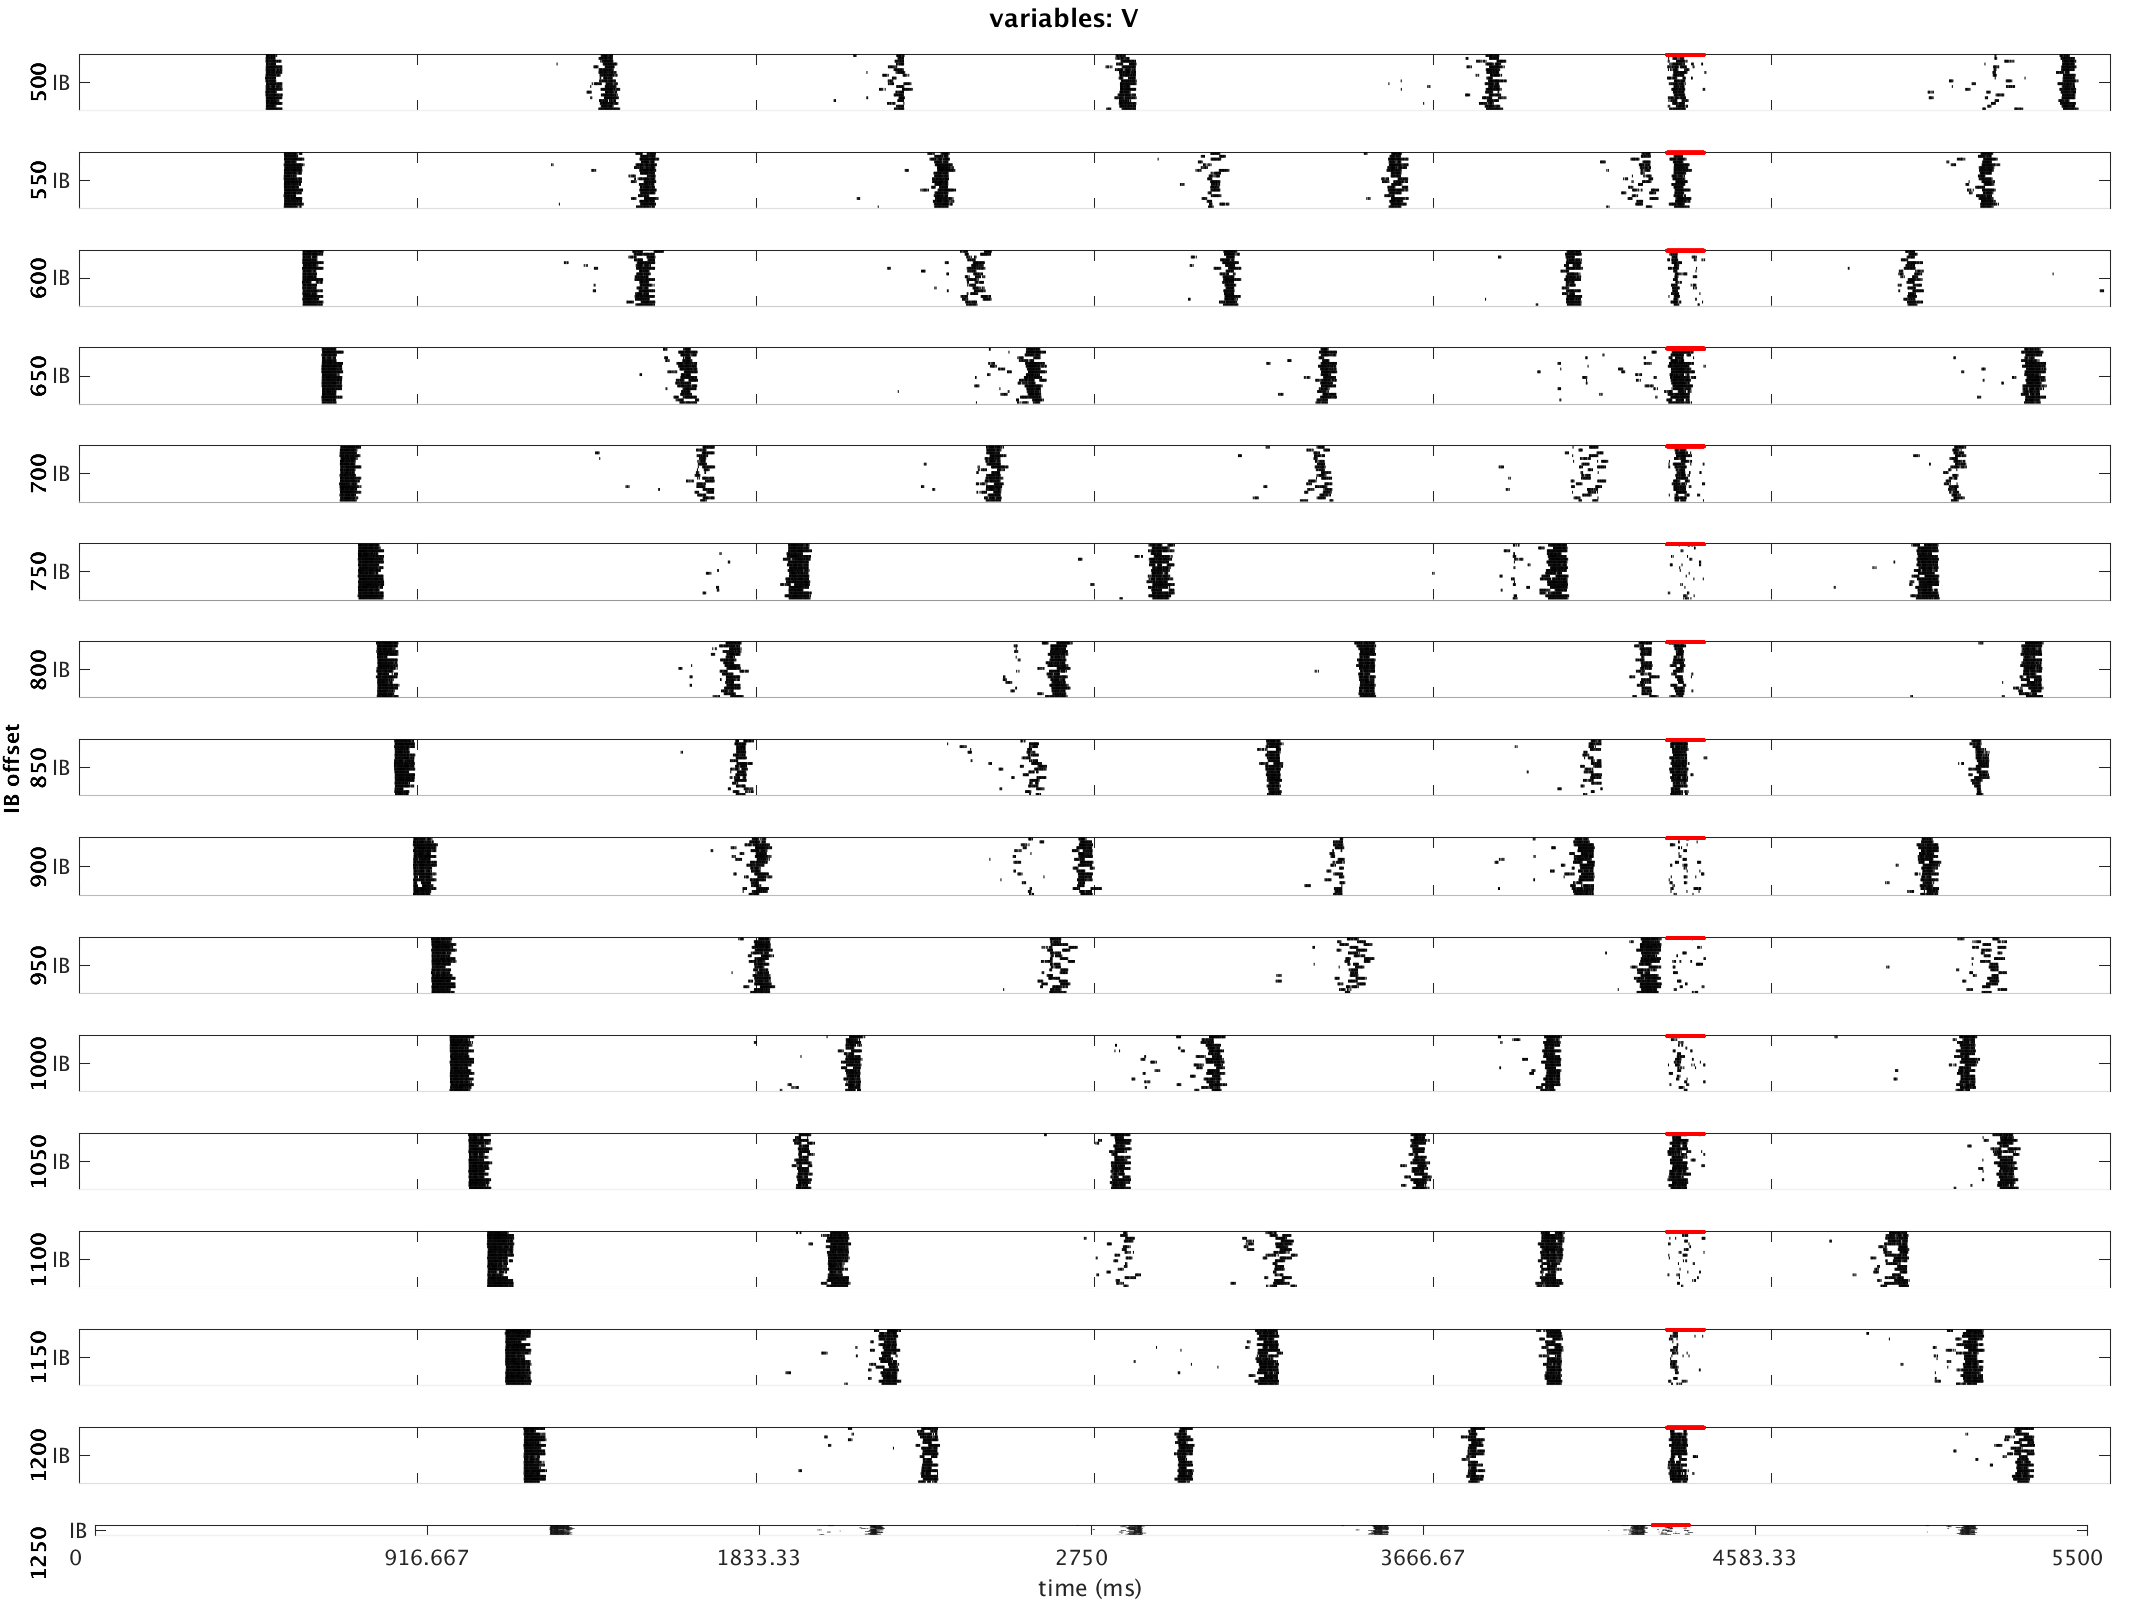 variables: V
500 IB
550 IB
600 IB
650 IB
700 IB
750 IB
800 IB
850 IB
900 IB
950 IB
1000 IB
1050 IB
1100 IB
1150 IB
1200 IB
1250 IB
IB offset
0 916.667 1833.33 2750 3666.67 4583.33 5500
time (ms)